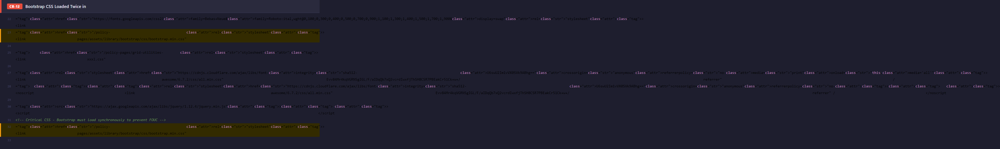 CB-12 Bootstrap CSS Loaded Twice in
22 ="tag">class="attr">href=class="str">"https://fonts.googleapis.com/css2?class="attr">family=Bebas+Neue&class="attr">family=Roboto:ital,wght@0,100;0,300;0,400;0,500;0,700;0,900;1,100;1,300;1,400;1,500;1,700;1,900&class="attr">display=swap"class="attr">rel=class="str">"stylesheet"class="attr">class="tag">>
<link
23 ="tag">class="attr">href=class="str">"/policy- class="attr">rel=class="str">"stylesheet"class="attr">class="tag">>
<link pages/assets/library/bootstrap/css/bootstrap.min.css"
24
25 ="tag"> class="attr">href=class="str">"/policy-pages/grid-utilities- class="attr">rel=class="str">"stylesheet"class="attr">class="tag">>
<link xxxl.css"
26
27 ="tag">class="attr">rel=class="str">"stylesheet"class="attr">href=class="str">"https://cdnjs.cloudflare.com/ajax/libs/font-class="attr">integrity=class="str">"sha512- class="attr">U6swU2ImlvVX0SVk9ABhg=="class="attr">crossorigin=class="str">"anonymous"class="attr">referrerpolicy=class="str">"no-class="attr">media=class="str">"print"class="attr">onload=class="str">"this.class="attr">media='all'"class="attr">class="tag">>
<link awesome/6.7.2/css/all.min.css" referrer" /
28 ="tag"> class="attr">class="tag">class="attr">rel=class="str">"stylesheet"class="attr">href=class="str">"https://cdnjs.cloudflare.com/ajax/libs/font-class="attr">integrity=class="str">"sha512- class="attr">U6swU2ImlvVX0SVk9ABhg=="class="attr">crossorigin=class="str">"anonymous"class="attr">referrerpolicy=class="str">"no-class="attr">class="tag">>class="attr">class="tag"> class="attr">class="tag">>
<noscript <link awesome/6.7.2/css/all.min.css" referrer" / </noscript
29
30 ="tag">class="attr">src=class="str">"https://ajax.googleapis.com/ajax/libs/jquery/1.12.4/jquery.min.js"class="attr">class="tag">>class="attr">class="tag"> class="attr">class="tag">>
<script </script
31 <!-- Critical CSS - Bootstrap must load synchronously to prevent FOUC -->
32 ="tag">class="attr">href=class="str">"/policy- class="attr">rel=class="str">"stylesheet"class="attr">class="tag">>
<link pages/assets/library/bootstrap/css/bootstrap.min.css"
33